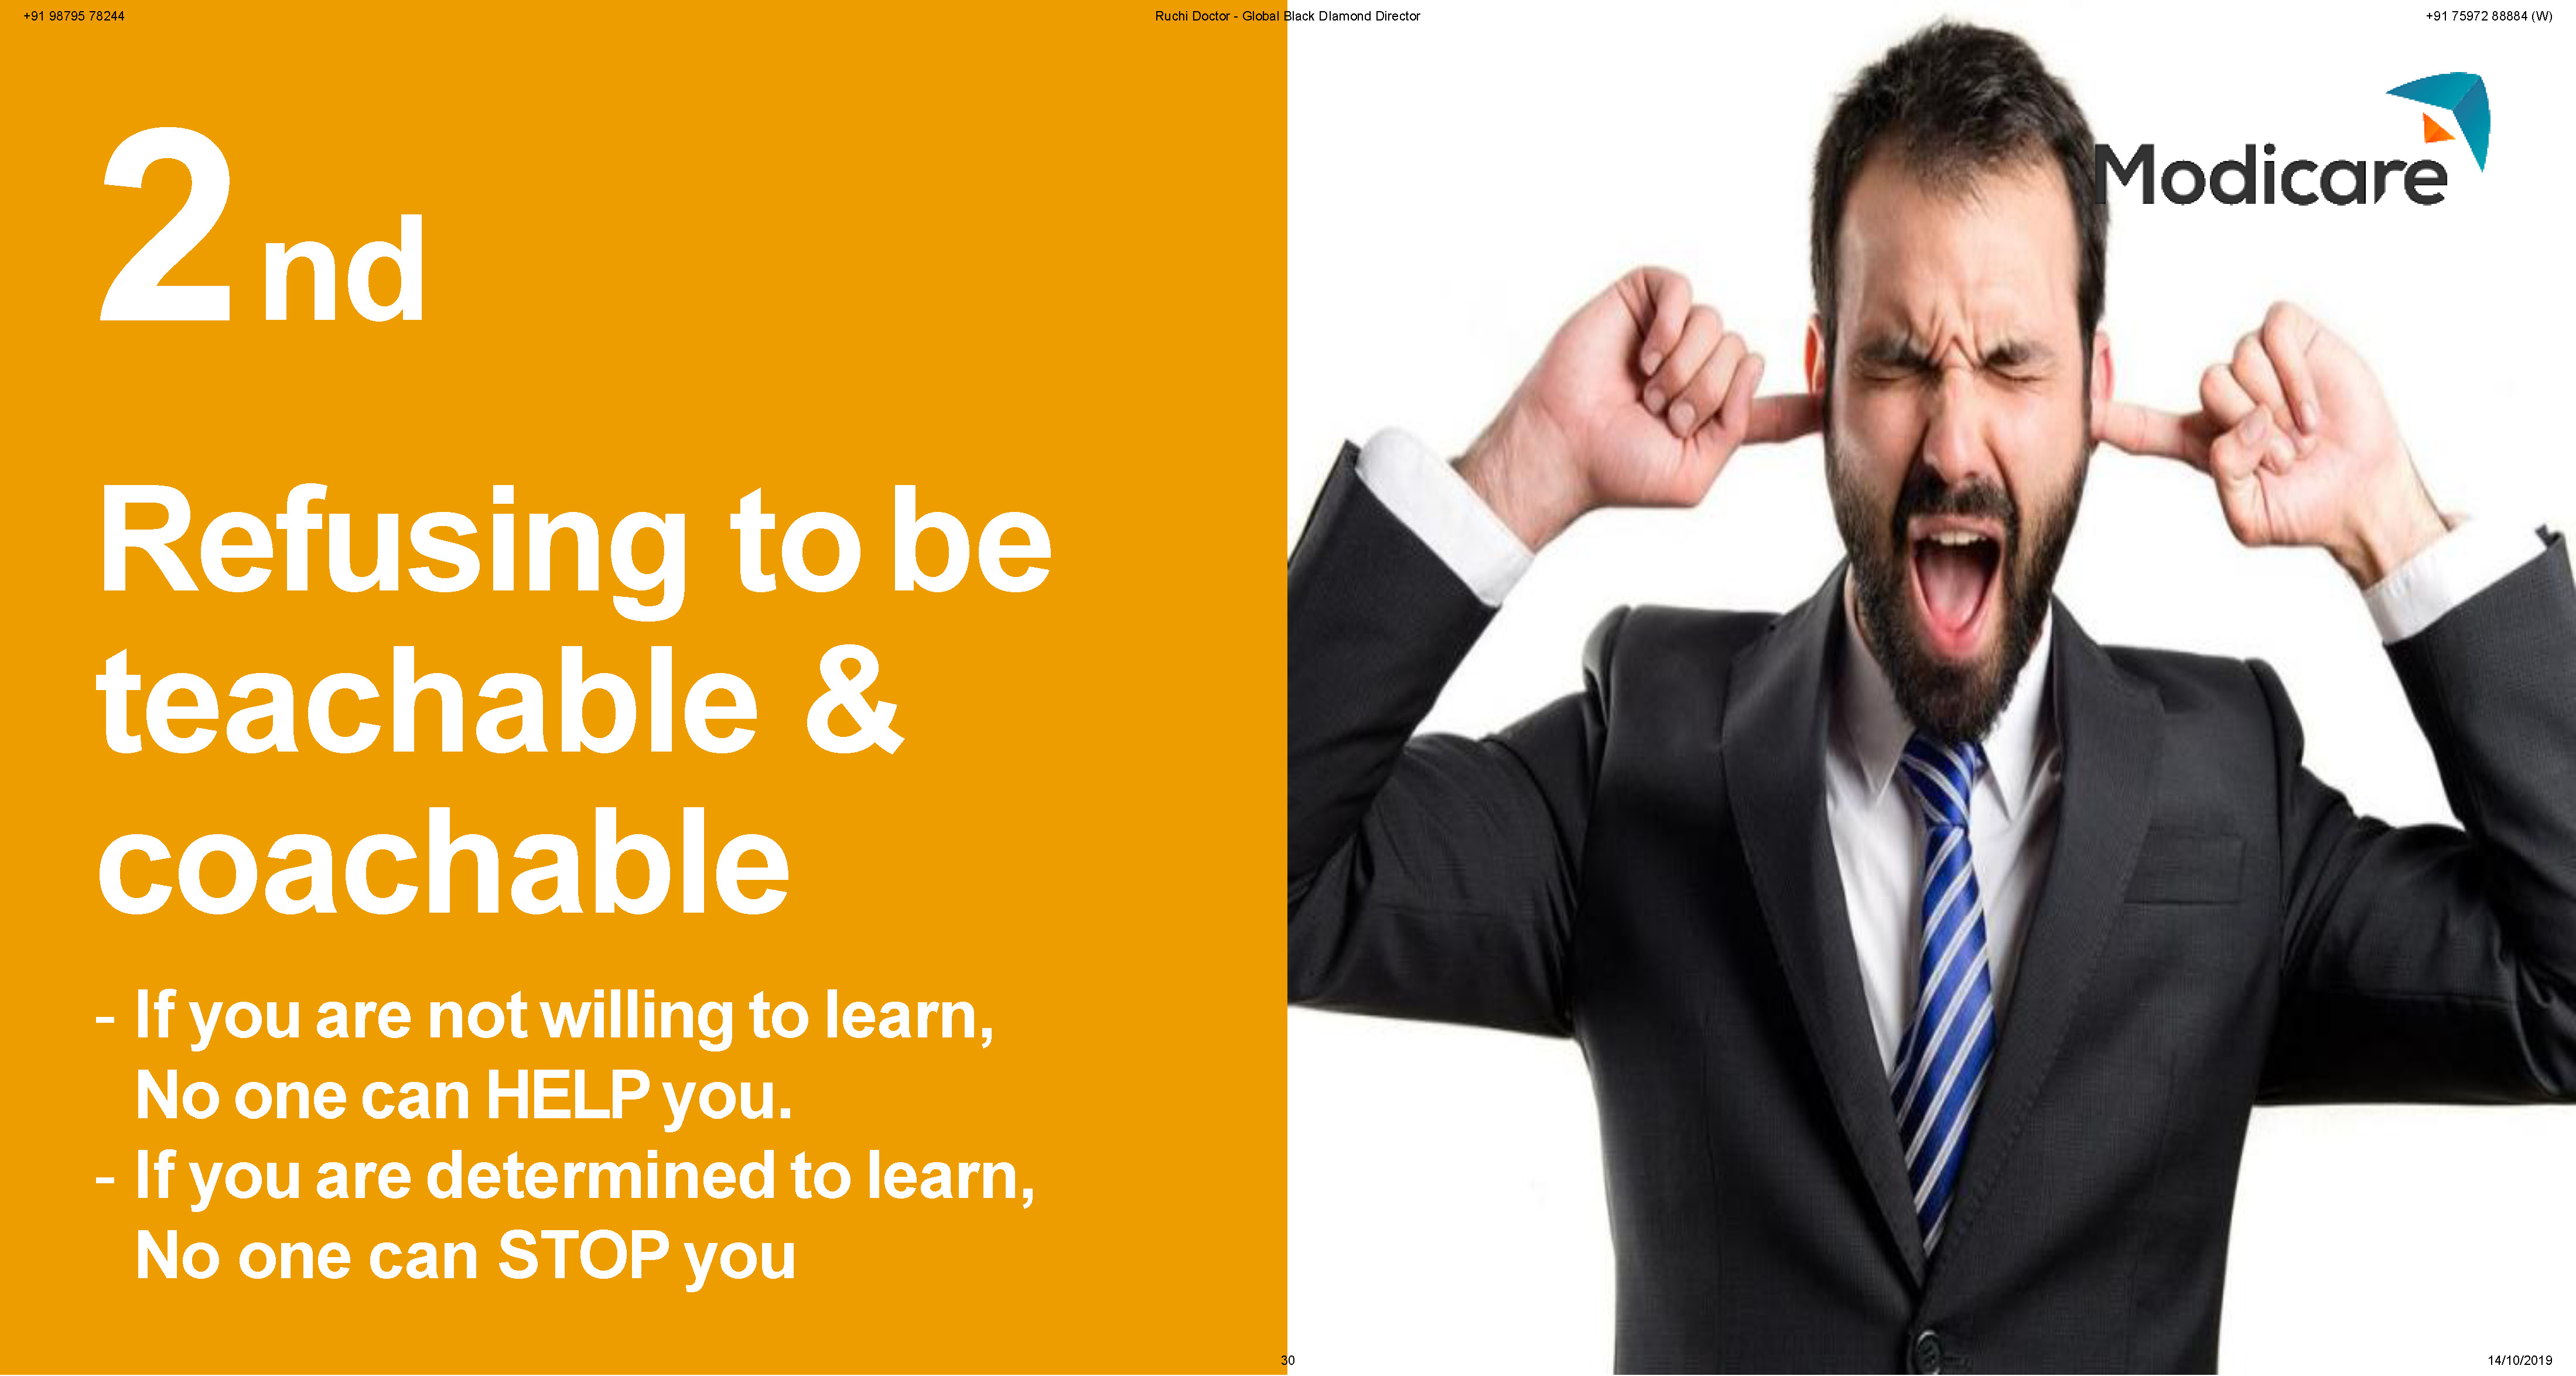 +91 98795 78244
Ruchi Doctor - Global Black DIamond Director
+91 75972 88884 (W)
Modicare
2nd
Refusing to be
teachable &
coachable
- If you are not willing to learn,
No one can HELP you.
- If you are determined to learn,
No one can STOP you
30
14/10/2019